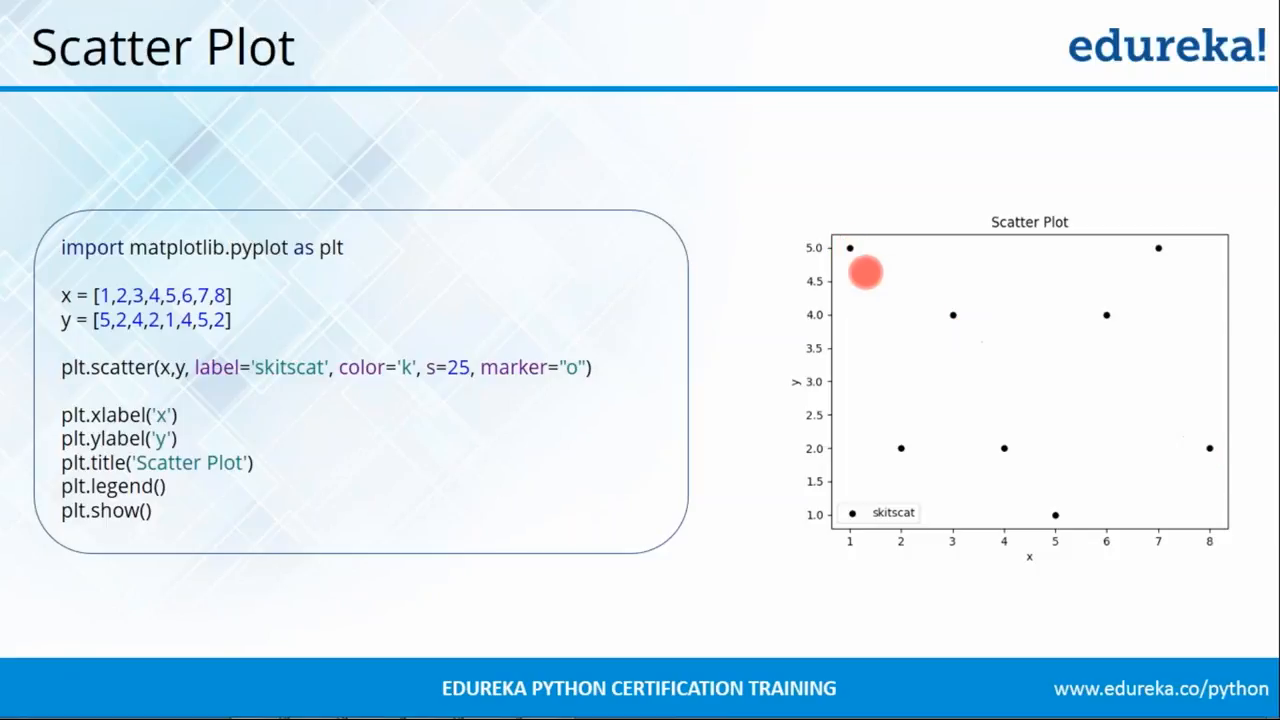 Scatter Plot
edureka!
import matplotlib.pyplot as plt
x = [1,2,3,4,5,6,7,8]
y = [5,2,4,2,1,4,5,2]
plt.scatter(x,y, label='skitscat', color='k', s=25, marker="o")
plt.xlabel('x')
plt.ylabel('y')
plt.title('Scatter Plot')
plt.legend()
plt.show()
Scatter Plot
5.0
4.5
4.0
3.5
3.0
2.5
2.0
1.5
1.0
y
skitscat
1 2 3 4 5 6 7 8
x
EDUREKA PYTHON CERTIFICATION TRAINING
www.edureka.co/python